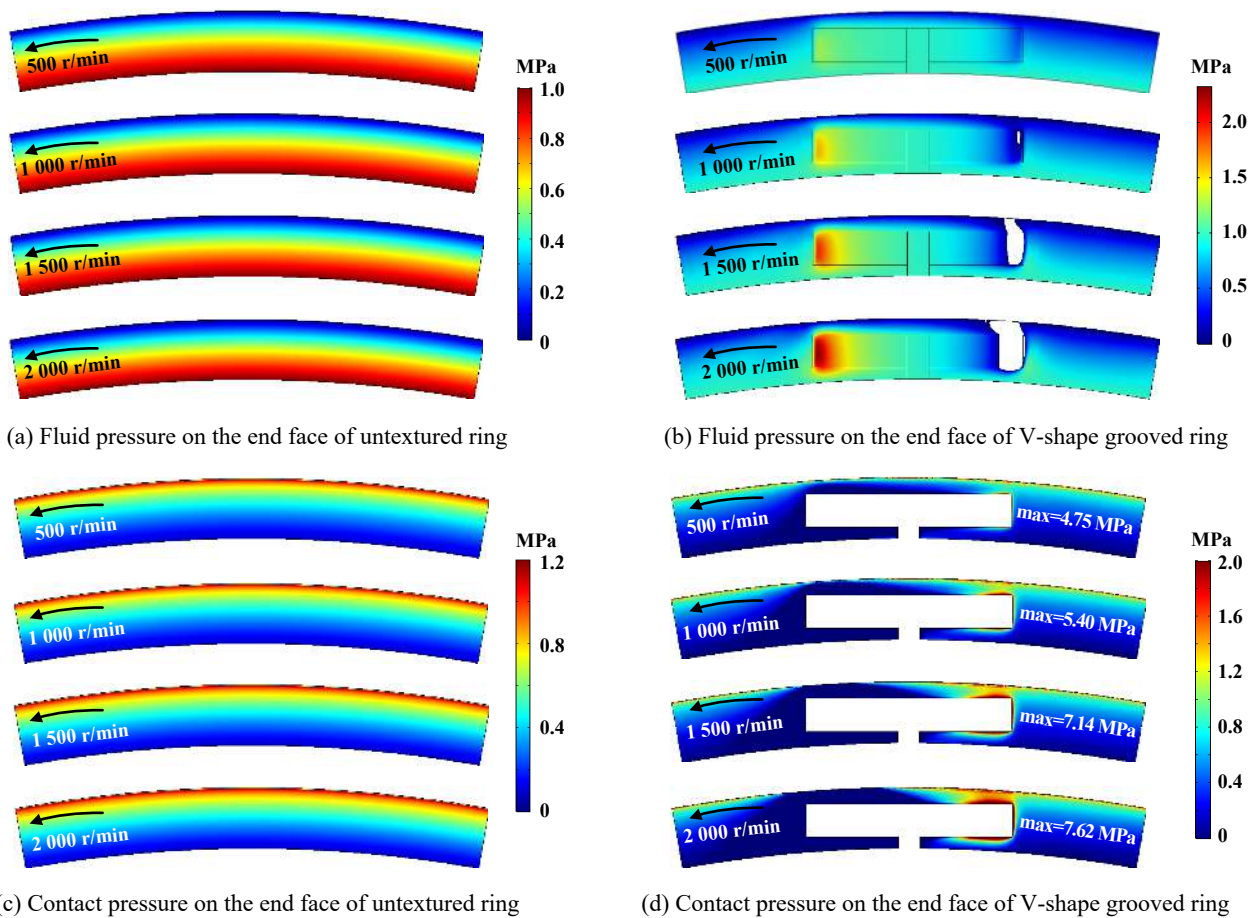 500 r/min
1 000 r/min
1 500 r/min
2 000 r/min
MPa
1.0
0.8
0.6
0.4
0.2
0
(a) Fluid pressure on the end face of untextured ring
500 r/min
1 000 r/min
1 500 r/min
2 000 r/min
MPa
2.0
1.5
1.0
0.5
0
(b) Fluid pressure on the end face of V-shape grooved ring
500 r/min
1 000 r/min
1 500 r/min
2 000 r/min
MPa
1.2
0.8
0.4
0
(c) Contact pressure on the end face of untextured ring
500 r/min
max=4.75 MPa
1 000 r/min
max=5.40 MPa
1 500 r/min
max=7.14 MPa
2 000 r/min
max=7.62 MPa
MPa
2.0
1.6
1.2
0.8
0.4
0
(d) Contact pressure on the end face of V-shape grooved ring